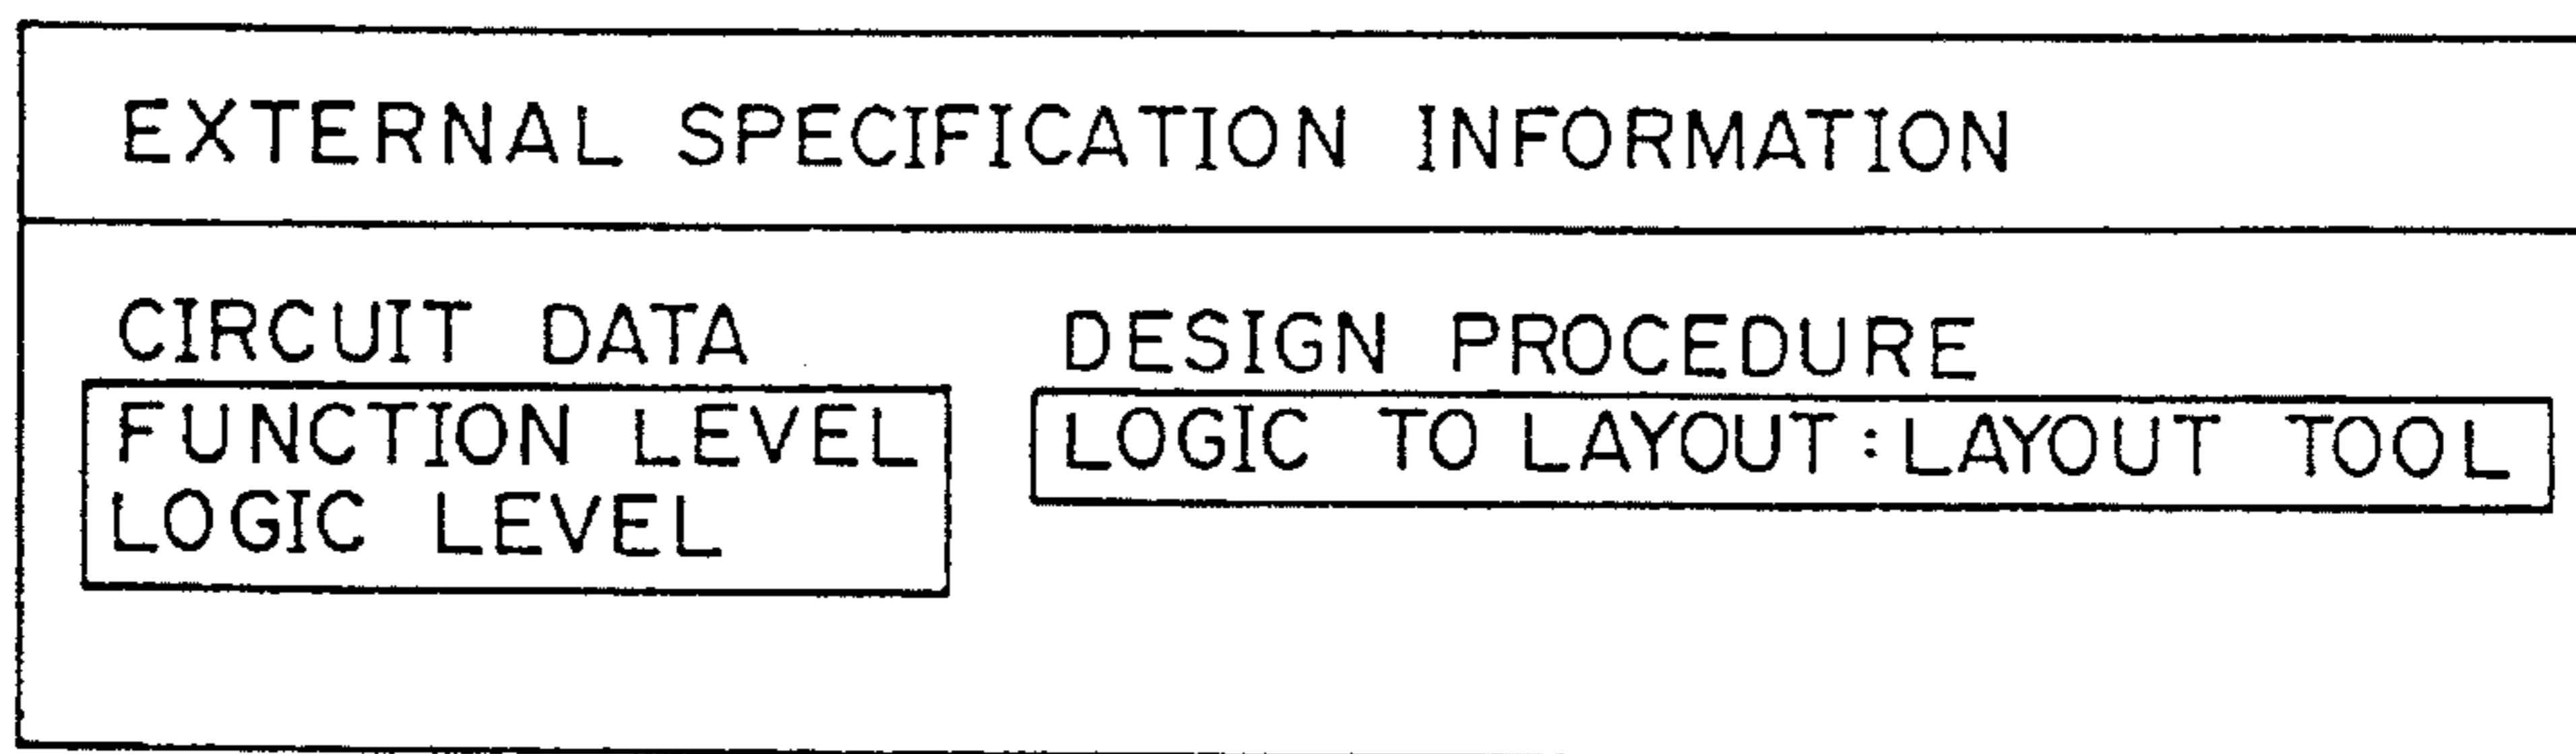 EXTERNAL SPECIFICATION INFORMATION
CIRCUIT DATA
FUNCTION LEVEL
LOGIC LEVEL
DESIGN PROCEDURE
LOGIC TO LAYOUT : LAYOUT TOOL